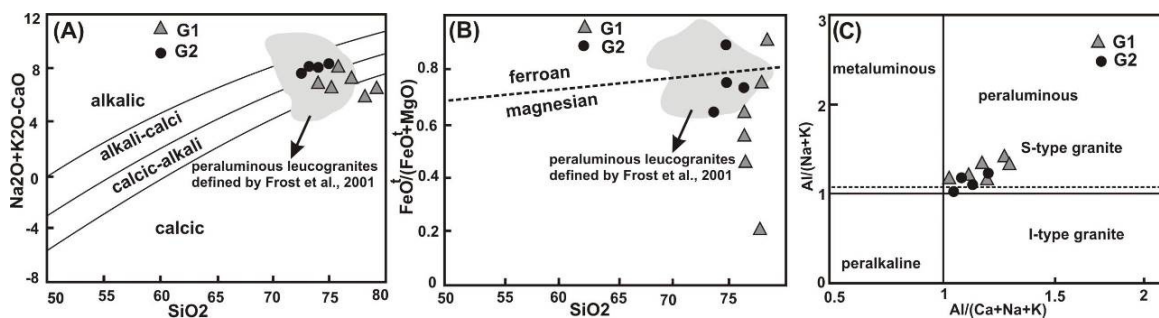 (A)
G1
G2
12
8
4
0
-4
-8
Na2O+K2O-CaO
alkalic
alkali-calci
calcic-alkali
calcic
peraluminous leucogranites
defined by Frost et al., 2001
50
55
60
65
70
75
80
SiO2
(B)
G1
G2
0.8
0.6
0.4
0.2
0
FeOᵗ/(FeOᵗ+MgO)
ferroan
magnesian
peraluminous leucogranites
defined by Frost et al., 2001
50
55
60
65
70
75
SiO2
(C)
G1
G2
3
2
1
0
Al/(Na+K)
metaluminous
peraluminous
S-type granite
I-type granite
peralkaline
0.5
1
1.5
2
Al/(Ca+Na+K)